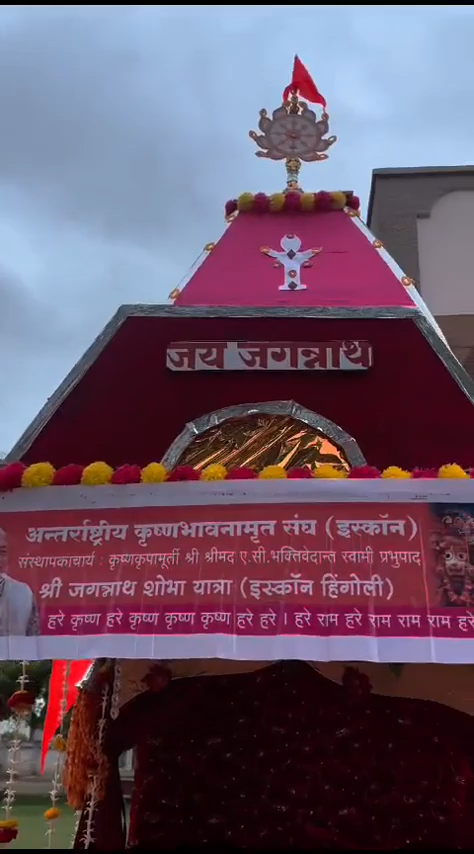 जय जगन्नाथ
अन्तर्राष्ट्रीय कृष्णभावनामृत संघ (इस्कॉन)
संस्थापकाचार्य : कृष्णकृपामूर्ती श्री श्रीमद ए.सी.भक्तिवेदान्त स्वामी प्रभुपाद
श्री जगन्नाथ शोभा यात्रा (इस्कॉन हिंगोली)
हरे कृष्ण हरे कृष्ण कृष्ण कृष्ण हरे हरे । हरे राम हरे राम राम राम हरे